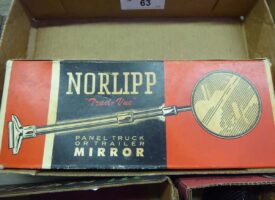 63
NORLIPP
"Trail-Vue"
PANEL TRUCK
OR TRAILER
MIRROR